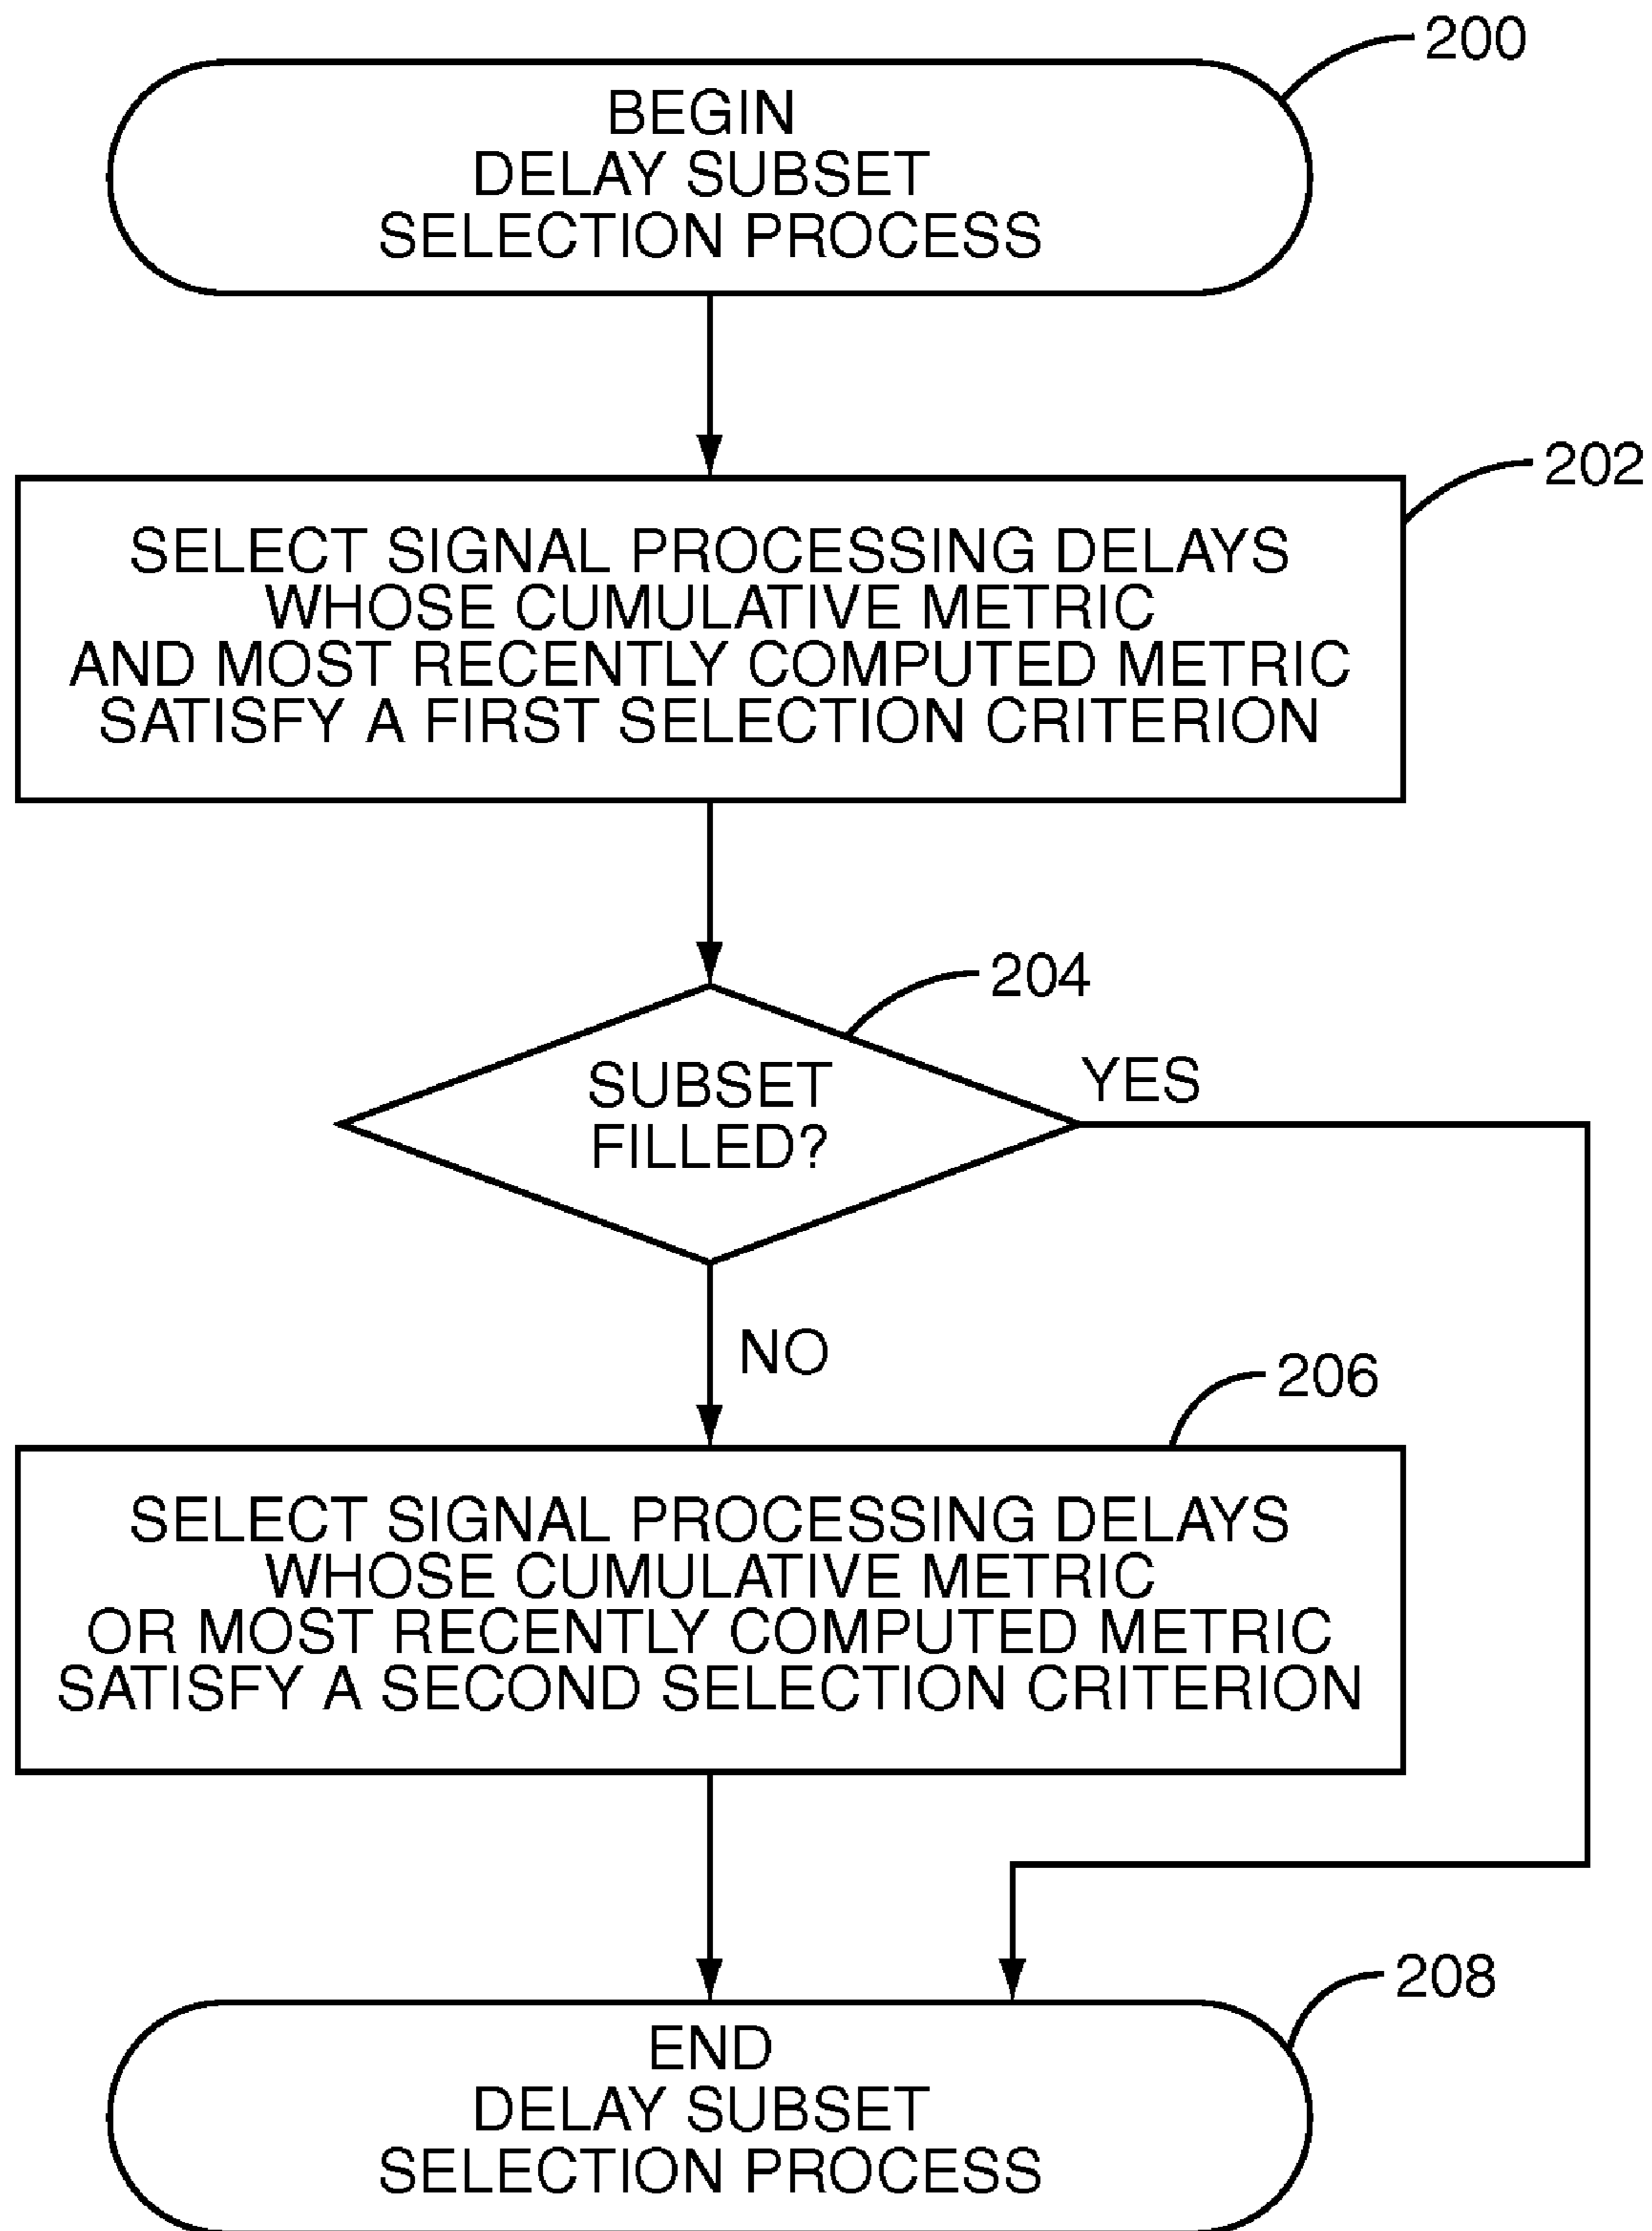 200
BEGIN
DELAY SUBSET
SELECTION PROCESS
202
SELECT SIGNAL PROCESSING DELAYS
WHOSE CUMULATIVE METRIC
AND MOST RECENTLY COMPUTED METRIC
SATISFY A FIRST SELECTION CRITERION
204
SUBSET
FILLED?
YES
NO
206
SELECT SIGNAL PROCESSING DELAYS
WHOSE CUMULATIVE METRIC
OR MOST RECENTLY COMPUTED METRIC
SATISFY A SECOND SELECTION CRITERION
208
END
DELAY SUBSET
SELECTION PROCESS